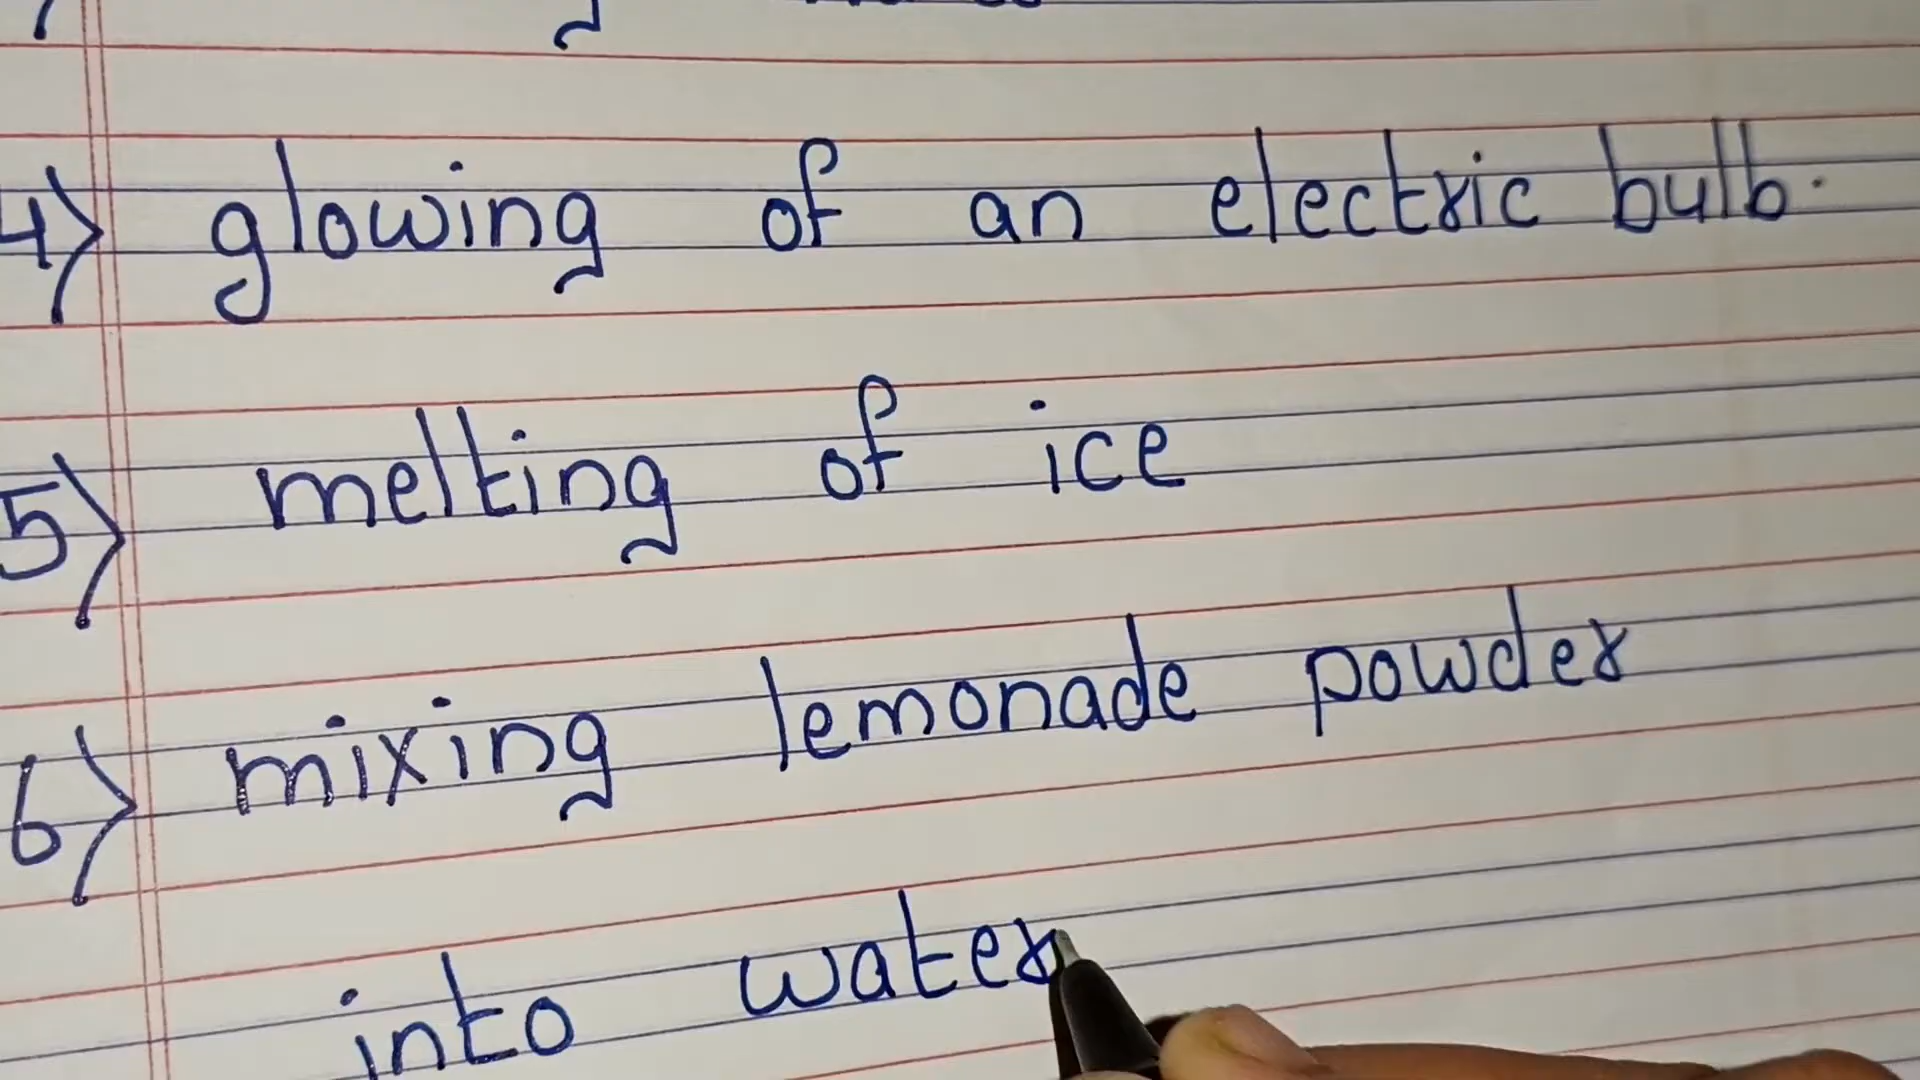 4) glowing of an electric bulb.
5) melting of ice
6) mixing lemonade powder
into water